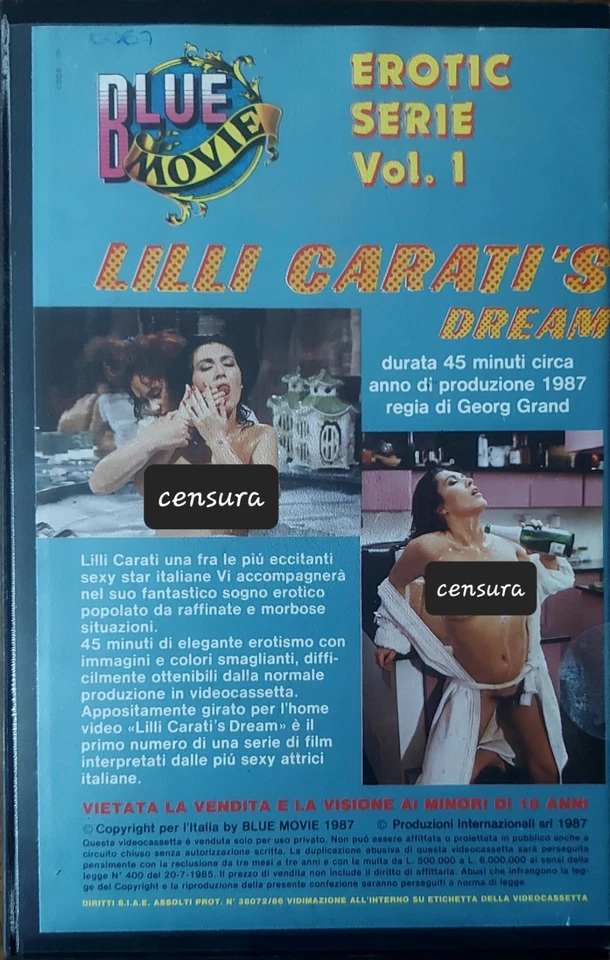 BLUE
MOVIE
EROTIC
SERIE
Vol. 1
LILLI CARATI'S
DREAM
durata 45 minuti circa
anno di produzione 1987
regia di Georg Grand
censura
censura
Lilli Carati una fra le piú eccitanti
sexy star italiane Vi accompagnerà
nel suo fantastico sogno erotico
popolato da raffinate e morbose
situazioni.
45 minuti di elegante erotismo con
immagini e colori smaglianti, diffi-
cilmente ottenibili dalla normale
produzione in videocassetta.
Appositamente girato per l'home
video «Lilli Carati's Dream» è il
primo numero di una serie di film
interpretati dalle piú sexy attrici
italiane.
VIETATA LA VENDITA E LA VISIONE AI MINORI DI 18 ANNI
© Copyright per l'Italia by BLUE MOVIE 1987 © Produzioni Internazionali srl 1987
Questa videocassetta é venduta solo per uso privato. Non puó essere affittata o proiettata in pubblico anche a
circuito chiuso senza autorizzazione scritta. La duplicazione abusiva di questa videocassetta sará perseguita
penalmente con la reclusione da tre mesi a tre anni e con la multa da L. 500.000 a L. 6.000.000 ai sensi della
legge N° 400 del 20-7-1985. Il prezzo di vendita non include il diritto di affittarla. Abusi che infrangono la leg-
ge del Copyright e la riproduzione della presente confezione saranno perseguiti a norma di legge.
DIRITTI S.I.A.E. ASSOLTI PROT. N° 36072/86 VIDIMAZIONE ALL'INTERNO SU ETICHETTA DELLA VIDEOCASSETTA